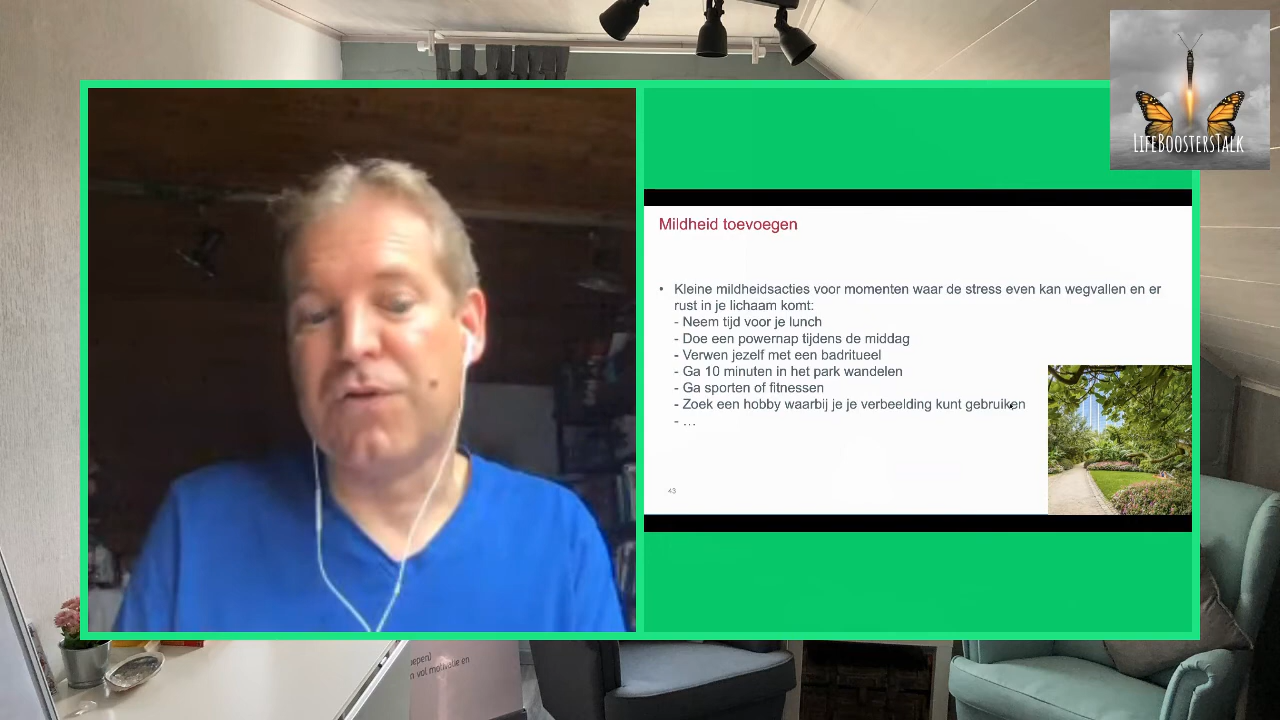 LIFEBOOSTERSTALK
Mildheid toevoegen
• Kleine mildheidsacties voor momenten waar de stress even kan wegvallen en er
rust in je lichaam komt:
- Neem tijd voor je lunch
- Doe een powernap tijdens de middag
- Verwen jezelf met een badritueel
- Ga 10 minuten in het park wandelen
- Ga sporten of fitnessen
- Zoek een hobby waarbij je je verbeelding kunt gebruiken
- …
43
vol motivatie en